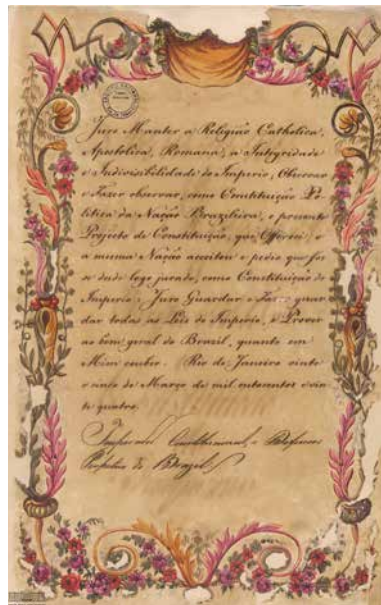 Juro Manter a Religião Catholica,
Apostolica, Romana, a Integridade
e Indivisibilidade do Imperio; Observar
e Fazer observar, como Constituição Po-
litica da Nação Brazileira, o presente
Projecto de Constituição, que Offereci, e
a mesma Nação aceitou e pedio que fos-
se desde logo jurado, como Constituição do
Imperio: Juro Guardar e Fazer guar
dar todas as Leis do Imperio, e Prover
ao bem geral do Brazil, quanto em
Mim couber. Rio de Janeiro vinte
e cinco de Março de mil oitocentos e vin
te quatro.
Imperador Constitucional, e Defensor
Perpetuo do Brazil